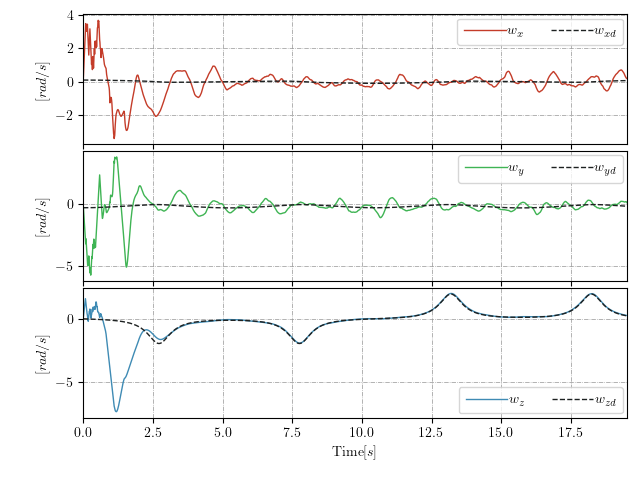 4
2
0
−2
[rad/s]
w_x w_xd
0
−5
[rad/s]
w_y w_yd
0
−5
[rad/s]
w_z w_zd
0.0 2.5 5.0 7.5 10.0 12.5 15.0 17.5
Time[s]